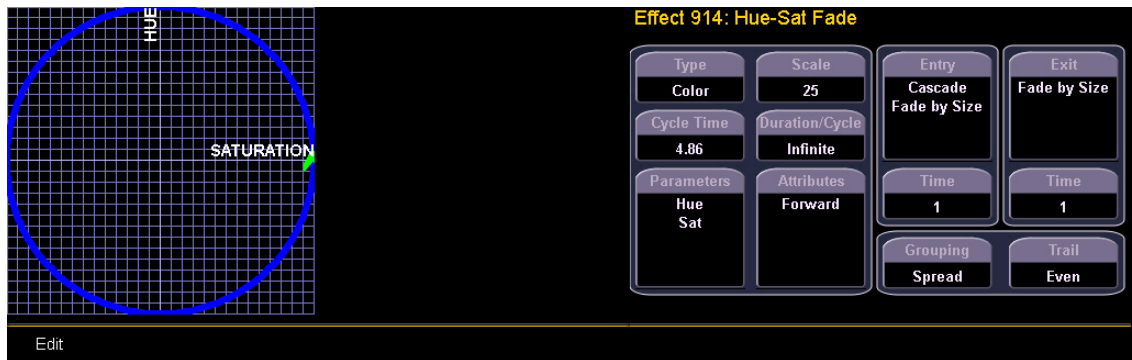 HUE
SATURATION
Effect 914: Hue-Sat Fade
Type
Color
Scale
25
Entry
Cascade
Fade by Size
Exit
Fade by Size
Cycle Time
4.86
Duration/Cycle
Infinite
Parameters
Hue
Sat
Attributes
Forward
Time
1
Time
1
Grouping
Spread
Trail
Even
Edit